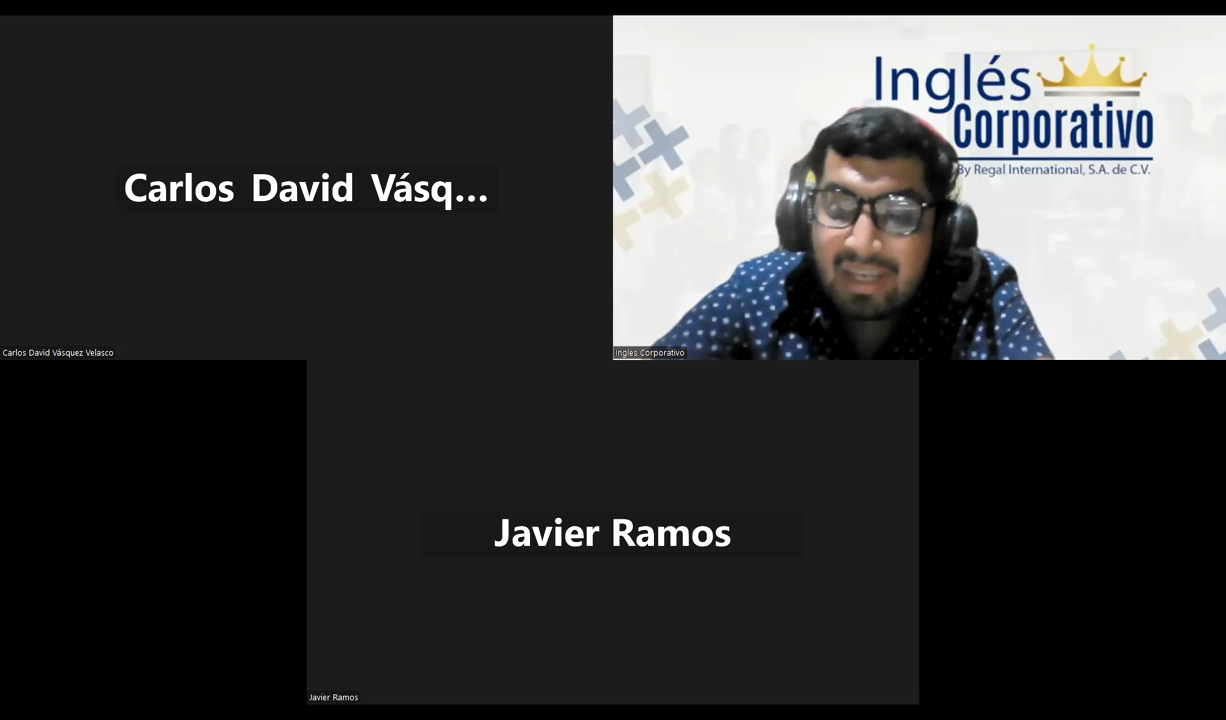 Carlos David Vásq...
Carlos David Vásquez Velasco
Inglés
Corporativo
By Regal International, S.A. de C.V.
Ingles Corporativo
Javier Ramos
Javier Ramos